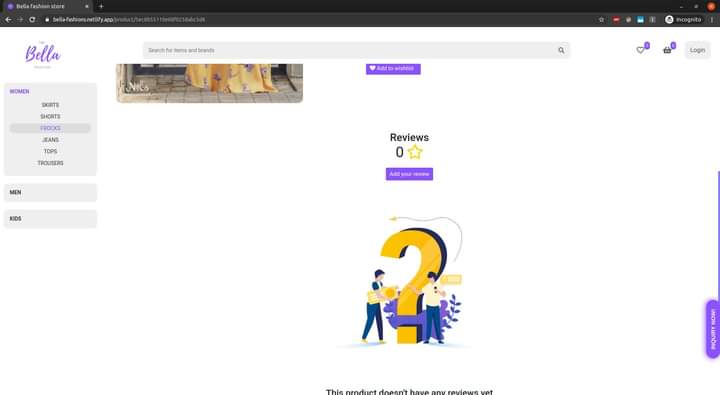 Bella fashion store
bella-fashions.netlify.app/product/
Incognito
Bella
Search for items and brands
0
0
Login
WOMEN
SKIRTS
SHORTS
FROCKS
JEANS
TOPS
TROUSERS
MEN
KIDS
Nils
Add to wishlist
Reviews
0
Add your review
INQUIRY NOW!
This product doesn't have any reviews yet